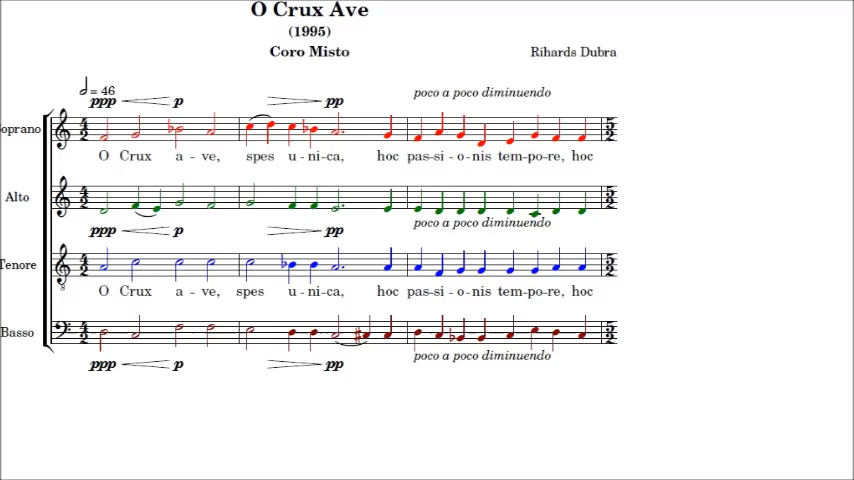 O Crux Ave
(1995)
Coro Misto
Rihards Dubra
= 46
poco a poco diminuendo
ppp p pp
Soprano
O Crux a - ve, spes u - ni - ca, hoc pas - si - o - nis tem - po - re, hoc
Alto
poco a poco diminuendo
ppp p pp
Tenore
8
O Crux a - ve, spes u - ni - ca, hoc pas - si - o - nis tem - po - re, hoc
Basso
poco a poco diminuendo
ppp p pp